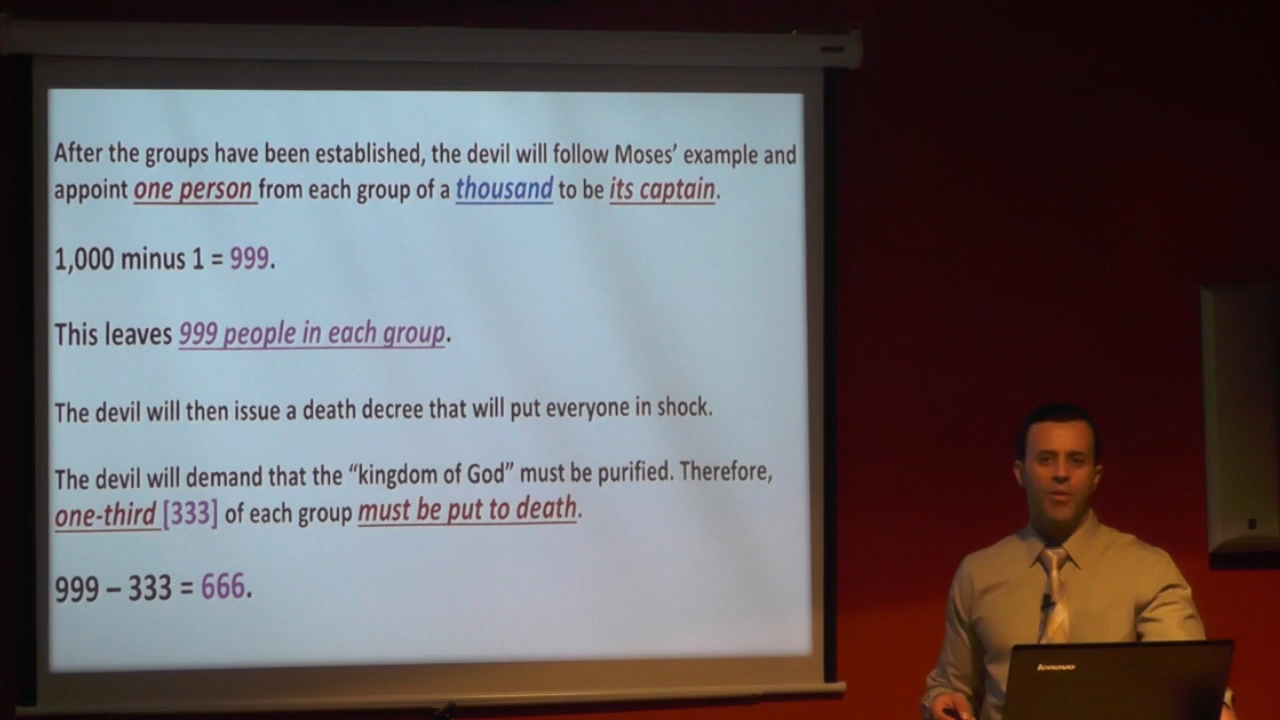 After the groups have been established, the devil will follow Moses’ example and
appoint one person from each group of a thousand to be its captain.
1,000 minus 1 = 999.
This leaves 999 people in each group.
The devil will then issue a death decree that will put everyone in shock.
The devil will demand that the “kingdom of God” must be purified. Therefore,
one-third [333] of each group must be put to death.
999 – 333 = 666.
lenovo